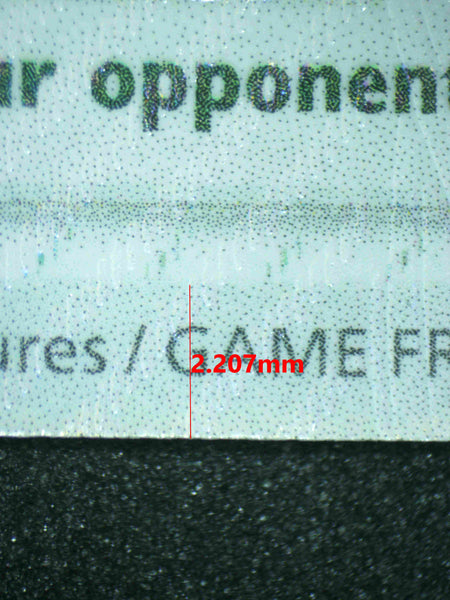 ur opponent
ures / GAME FR
2.207mm